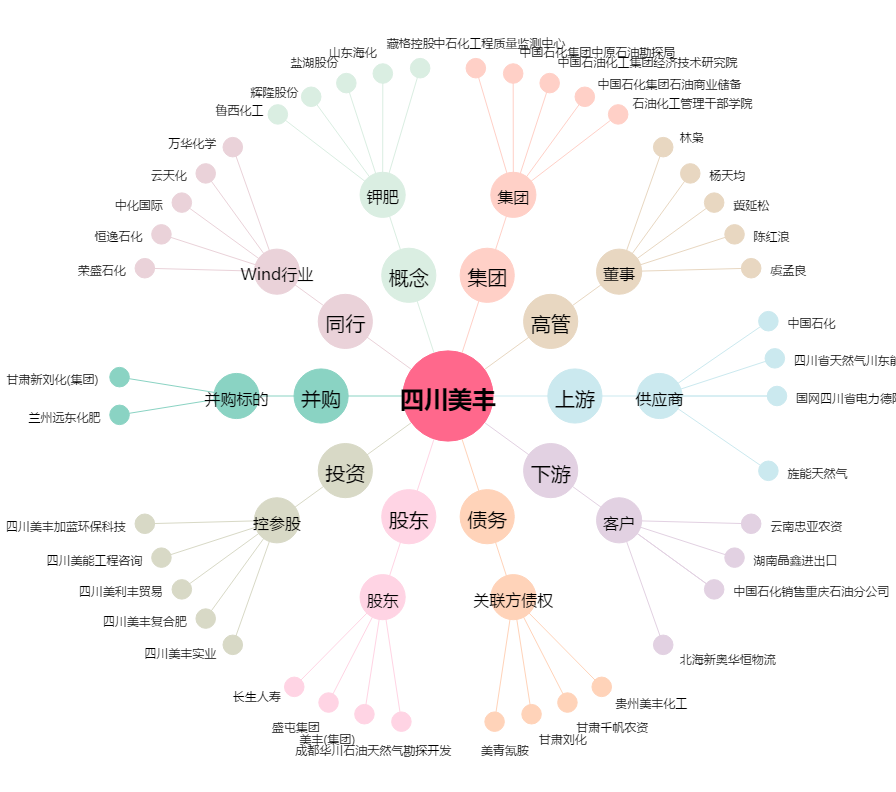 藏格控股
中石化工程质量监测中心
山东海化
中国石化集团中原石油勘探局
盐湖股份
中国石油化工集团经济技术研究院
辉隆股份
中国石化集团石油商业储备
鲁西化工
石油化工管理干部学院
万华化学
林枭
云天化
杨天均
中化国际
黄延松
恒逸石化
陈红浪
荣盛石化
虞孟良
钾肥
集团
Wind行业
概念
集团
董事
同行
高管
中国石化
四川省天然气川东能
甘肃新刘化(集团)
兰州远东化肥
并购标的
并购
四川美丰
上游
供应商
国网四川省电力德阳
旌能天然气
投资
下游
控参股
股东
债务
客户
四川美丰加蓝环保科技
云南忠亚农资
四川美能工程咨询
湖南晶鑫进出口
四川美利丰贸易
中国石化销售重庆石油分公司
股东
关联方债权
四川美丰复合肥
四川美丰实业
北海新奥华恒物流
长生人寿
贵州美丰化工
盛屯集团
甘肃千帆农资
美丰(集团)
甘肃刘化
成都华川石油天然气勘探开发
美青氰胺